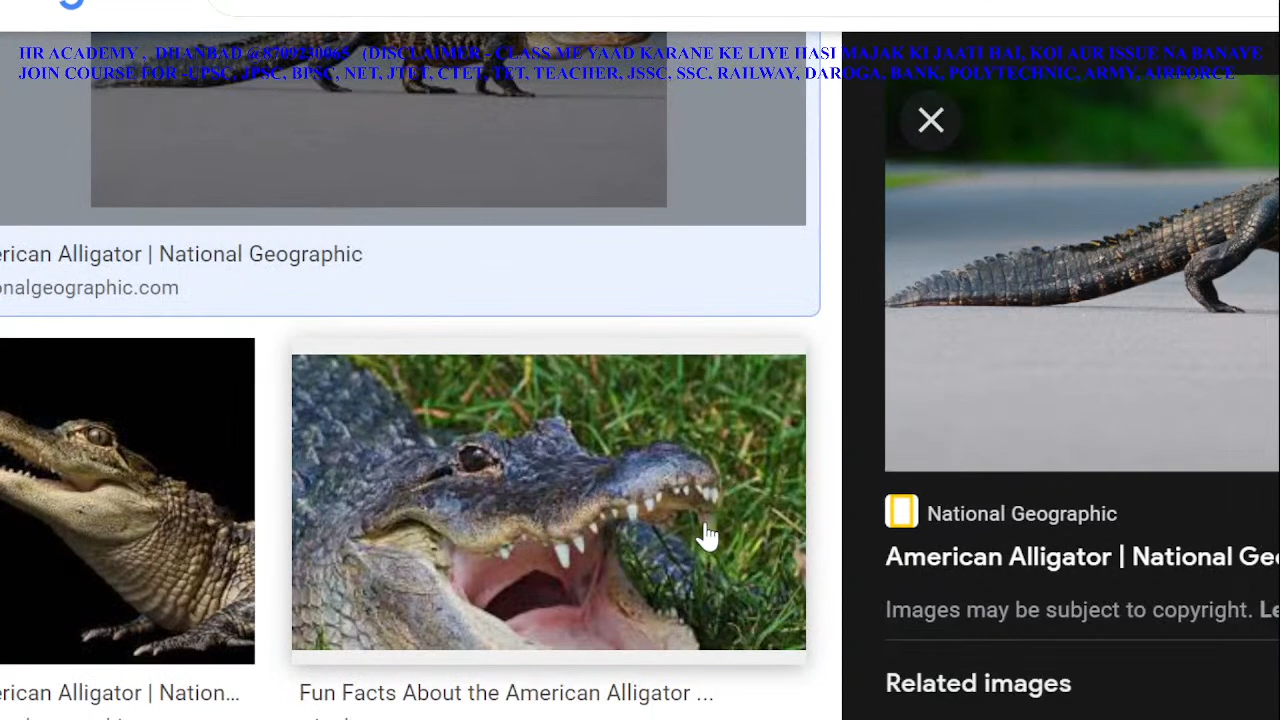 HR ACADEMY , DHANBAD @8709230065 (DISCLAIMER - CLASS ME YAAD KARANE KE LIYE HASI MAJAK KI JAATI HAI, KOI AUR ISSUE NA BANAYE
JOIN COURSE FOR -UPSC, JPSC, BPSC, NET, JTET, CTET, TET, TEACHER, JSSC, SSC, RAILWAY, DAROGA, BANK, POLYTECHNIC, ARMY, AIRFORCE
erican Alligator | National Geographic
onalgeographic.com
National Geographic
American Alligator | National Ge
Images may be subject to copyright. Le
Related images
erican Alligator | Nation...
Fun Facts About the American Alligator ...